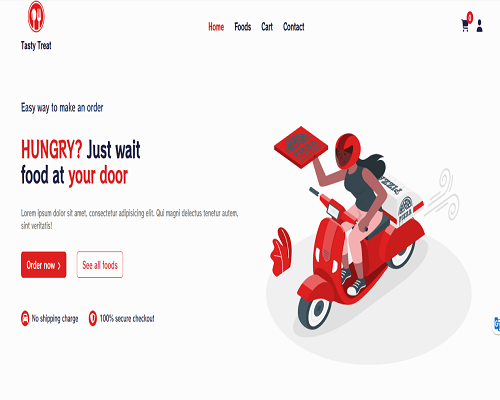 Tasty Treat
Home Foods Cart Contact
Easy way to make an order
HUNGRY? Just wait
food at your door
Lorem ipsum dolor sit amet, consectetur adipisicing elit. Qui magni delectus tenetur autem,
sint veritatis!
Order now >
See all foods
No shipping charge
100% secure checkout
PIZZA
PIZZA